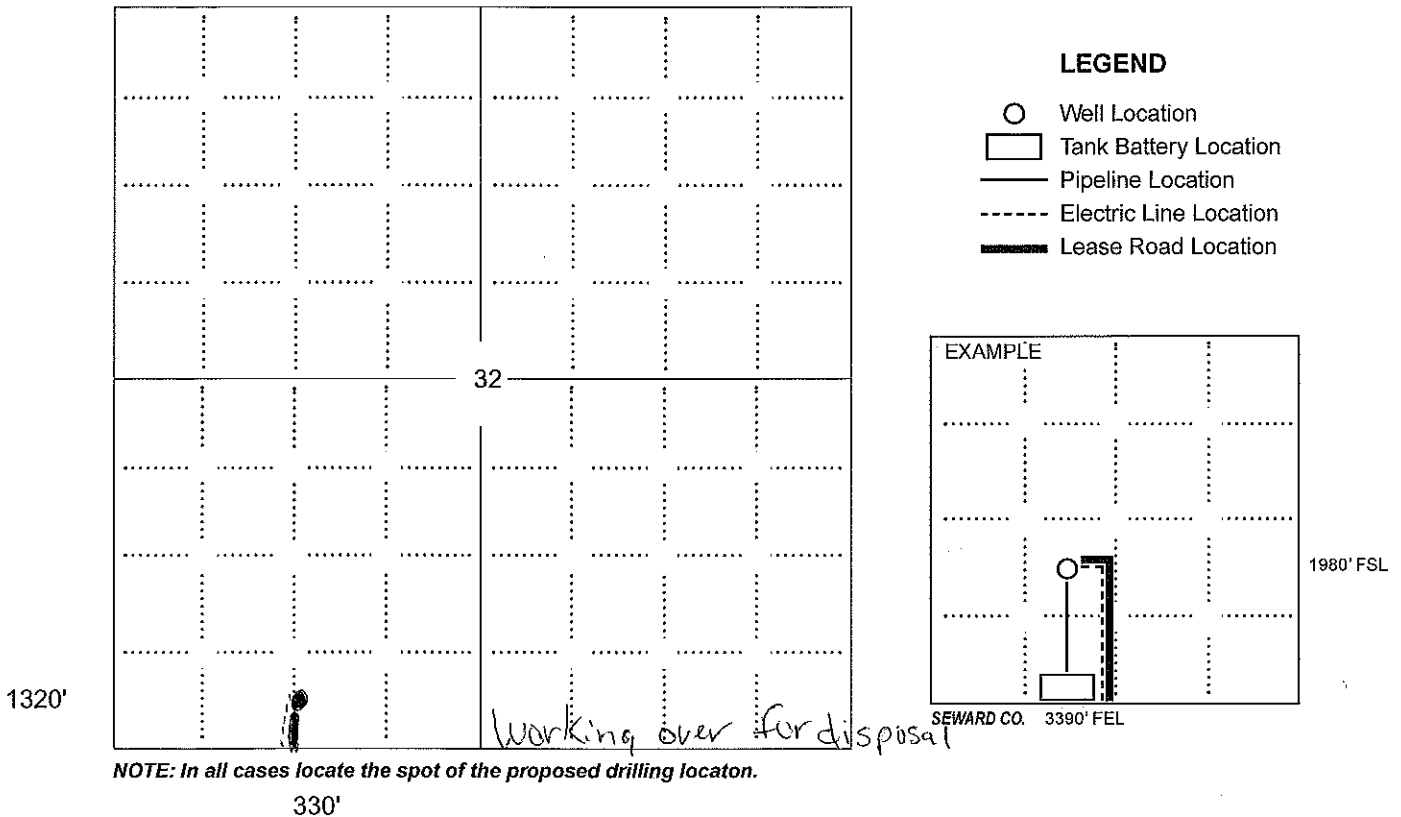 LEGEND
Well Location
Tank Battery Location
Pipeline Location
Electric Line Location
Lease Road Location
32
EXAMPLE
1980' FSL
SEWARD CO. 3390' FEL
1320'
Working over for disposal
NOTE: In all cases locate the spot of the proposed drilling locaton.
330'